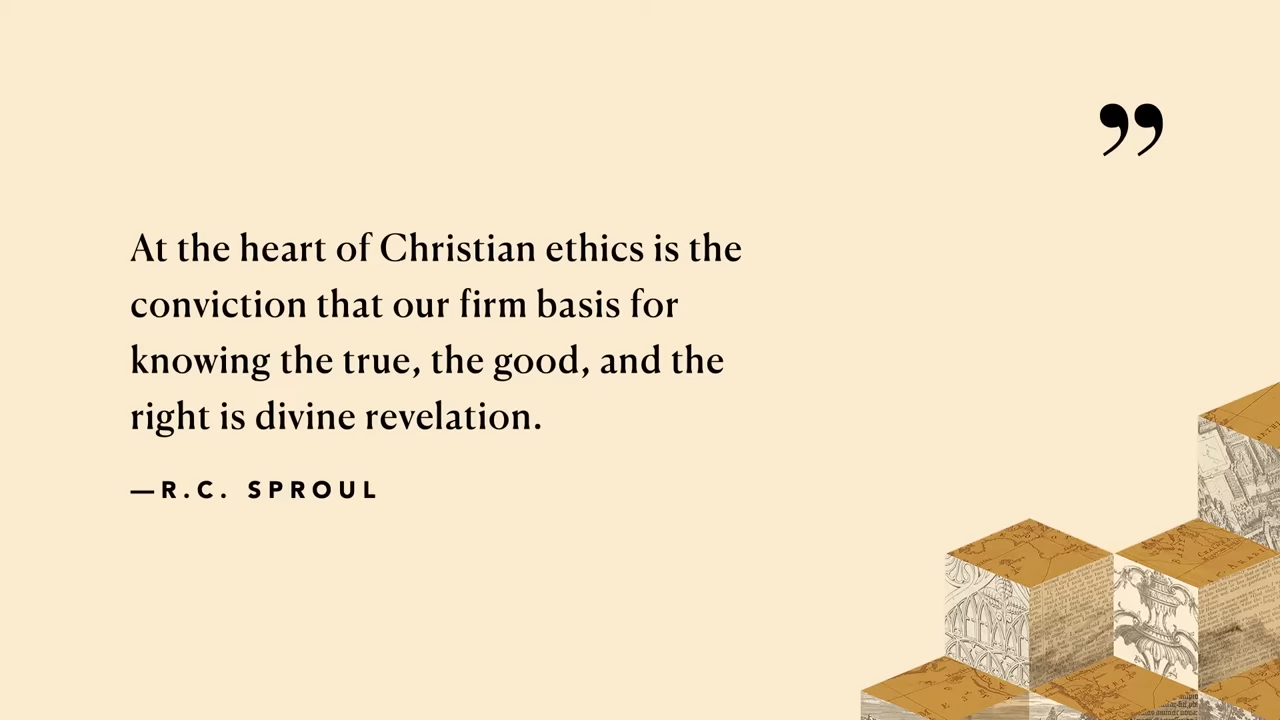 ”
At the heart of Christian ethics is the
conviction that our firm basis for
knowing the true, the good, and the
right is divine revelation.
—R.C. SPROUL